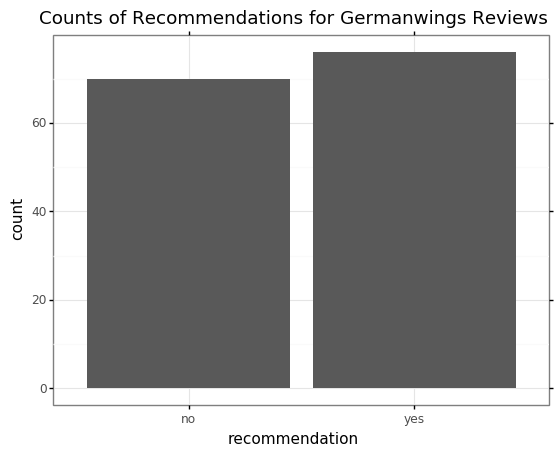 Counts of Recommendations for Germanwings Reviews
count
60
40
20
0
no yes
recommendation